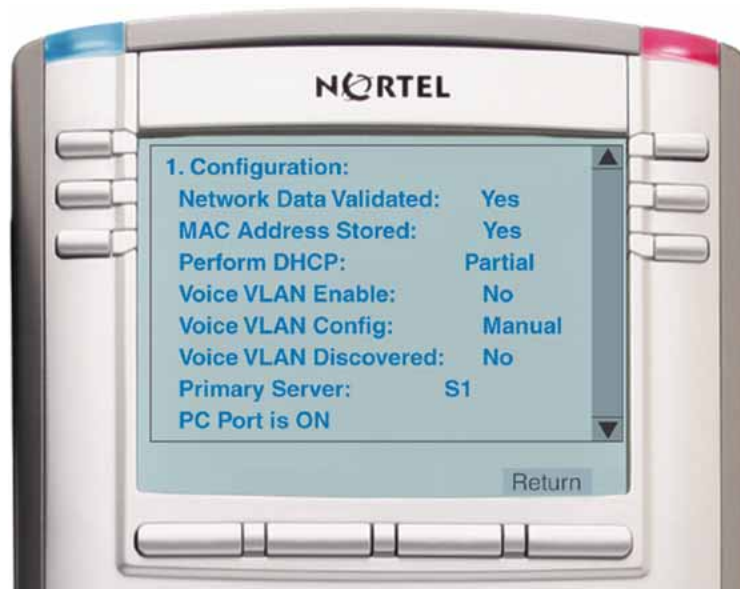 NORTEL
1. Configuration:
Network Data Validated: Yes
MAC Address Stored: Yes
Perform DHCP: Partial
Voice VLAN Enable: No
Voice VLAN Config: Manual
Voice VLAN Discovered: No
Primary Server: S1
PC Port is ON
Return